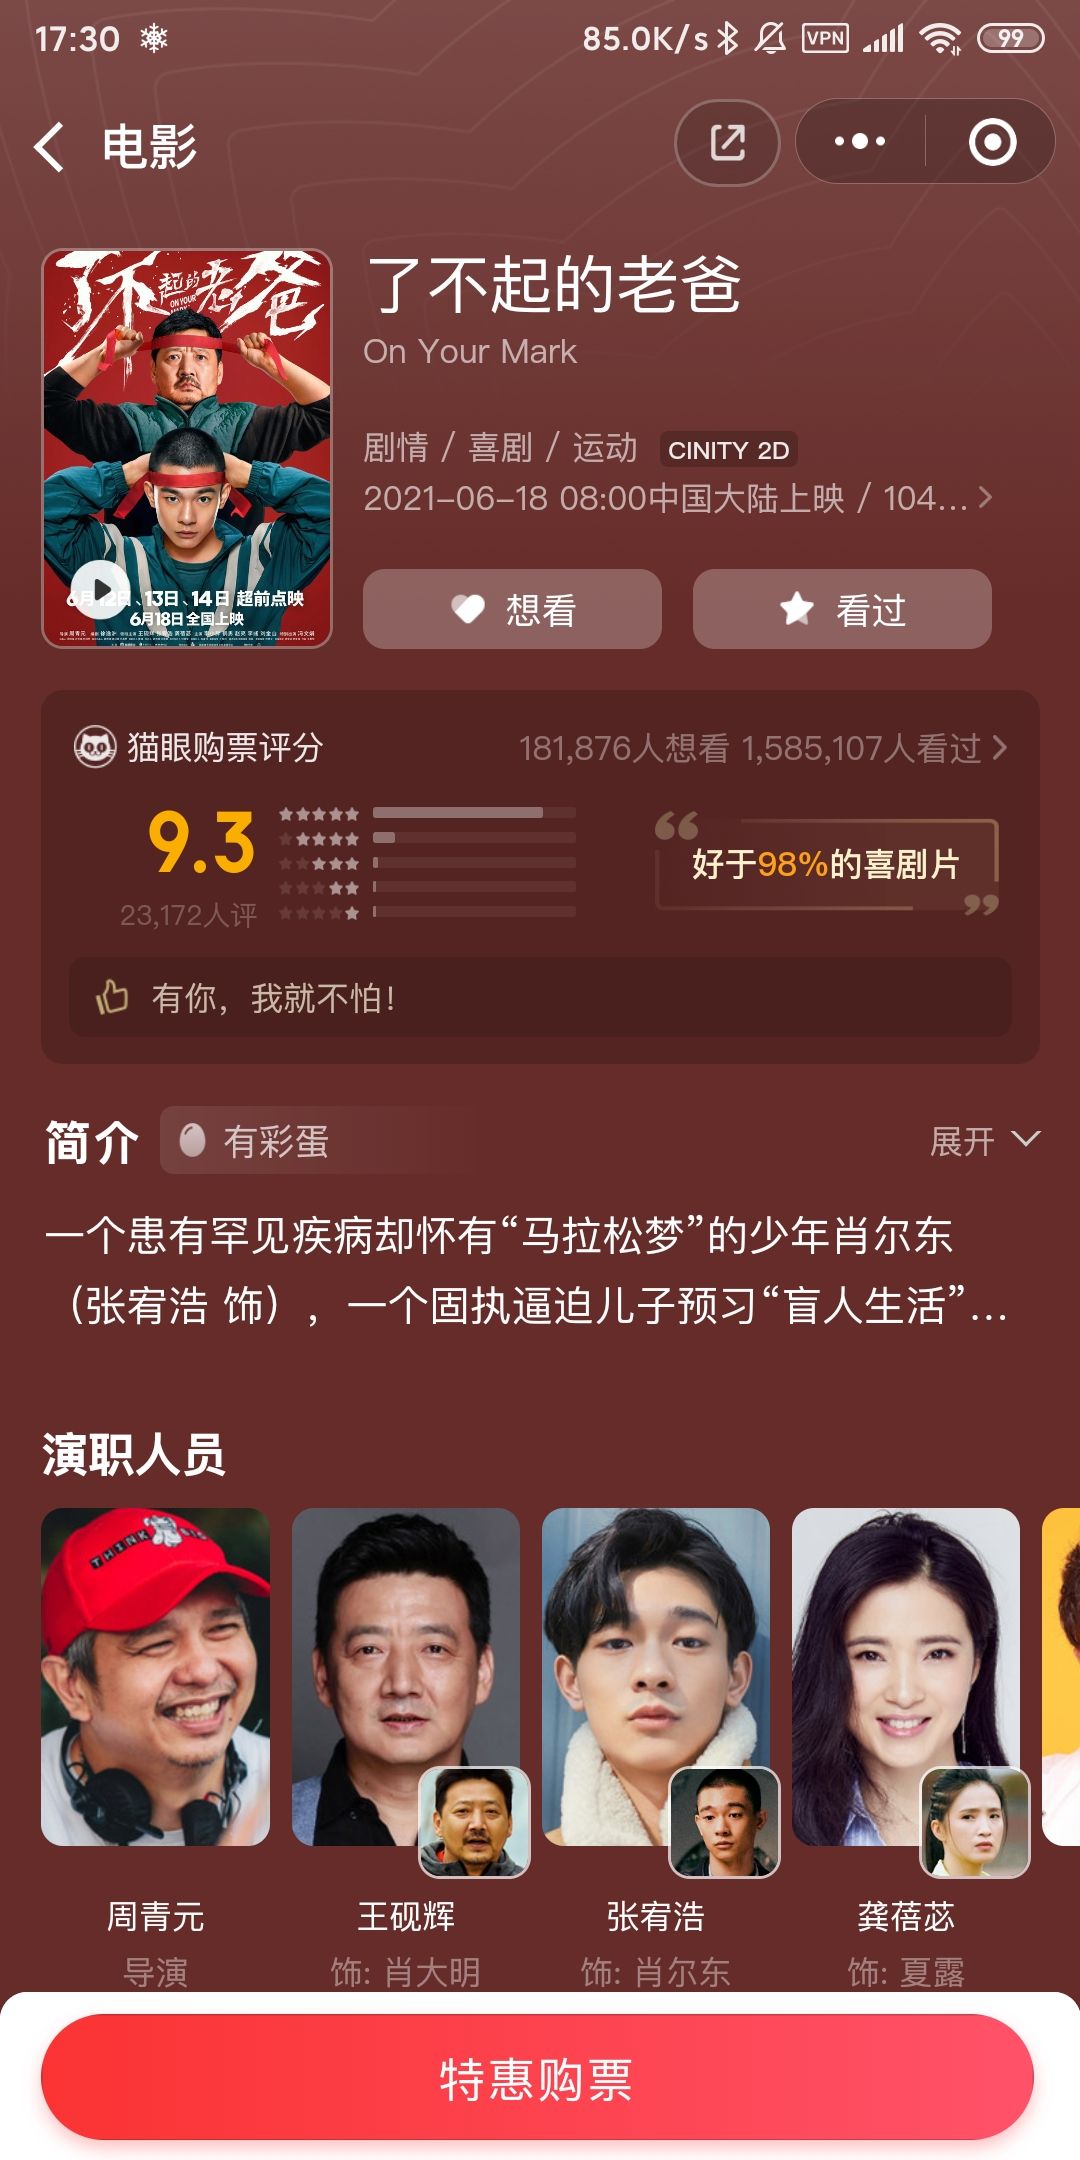 17:30 85.0K/s VPN 99
电影
了不起的老爸
ON YOUR MARK
6月12日、13日、14日 超前点映
6月18日全国上映
了不起的老爸
On Your Mark
剧情 / 喜剧 / 运动 CINITY 2D
2021-06-18 08:00中国大陆上映 / 104...
想看 看过
猫眼购票评分 181,876人想看 1,585,107人看过
9.3
23,172人评
“好于98%的喜剧片”
有你，我就不怕！
简介 有彩蛋 展开
一个患有罕见疾病却怀有“马拉松梦”的少年肖尔东
（张宥浩 饰），一个固执逼迫儿子预习“盲人生活”...
演职人员
THINK
周青元 王砚辉 张宥浩 龚蓓苾
导演 饰: 肖大明 饰: 肖尔东 饰: 夏露
特惠购票